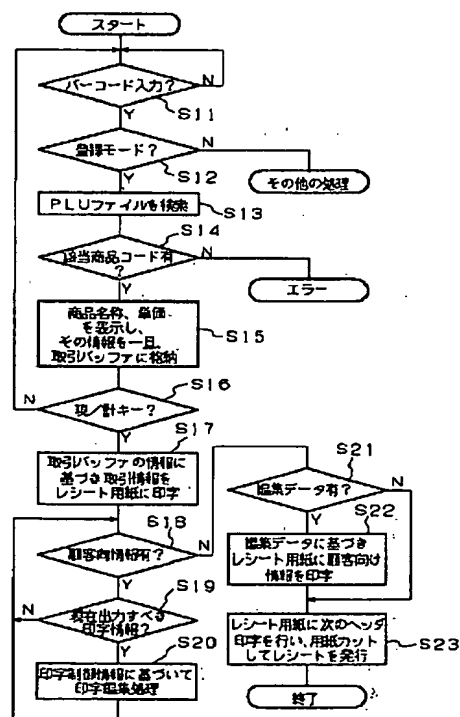 スタート
バーコード入力?
N
Y
S11
登録モード?
N
Y
S12
その他の処理
PLUファイルを検索
S13
S14
該当商品コード有
?
N
Y
エラー
商品名称、単価
を表示し、
その情報を一旦、
取引バッファに格納
S15
S16
現/計キー?
N
Y
S17
取引バッファの情報に
基づき取引情報を
レシート用紙に印字
S18
顧客向情報有?
N
Y
S19
現在出力すべき
印字情報?
N
Y
S20
印字制御情報に基づいて
印字編集処理
S21
編集データ有?
N
Y
S22
編集データに基づき
レシート用紙に顧客向け
情報を印字
レシート用紙に次のヘッダ
印字を行い、用紙カット
してレシートを発行
S23
終了